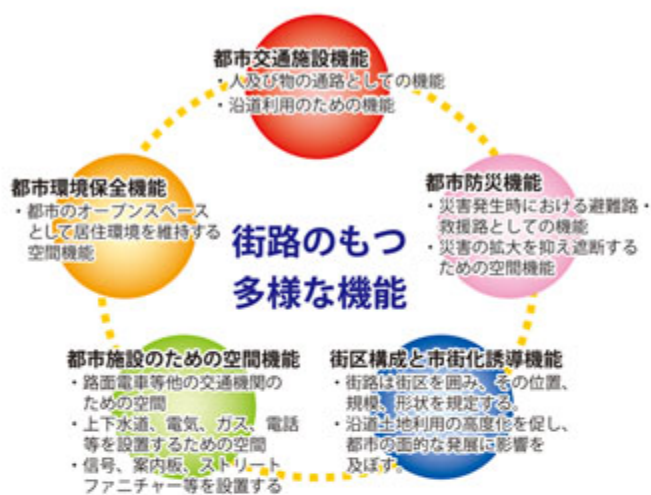 都市交通施設機能
・人及び物の通路としての機能
・沿道利用のための機能
都市環境保全機能
・都市のオープンスペース
として居住環境を維持する
空間機能
都市防災機能
・災害発生時における避難路・
救援路としての機能
・災害の拡大を抑え遮断する
ための空間機能
街路のもつ
多様な機能
都市施設のための空間機能
・路面電車等他の交通機関の
ための空間
・上下水道、電気、ガス、電話
等を設置するための空間
・信号、案内板、ストリート
ファニチャー等を設置する
街区構成と市街化誘導機能
・街路は街区を囲み、その位置、
規模、形状を規定する。
・沿道土地利用の高度化を促し、
都市の面的な発展に影響を
及ぼす。